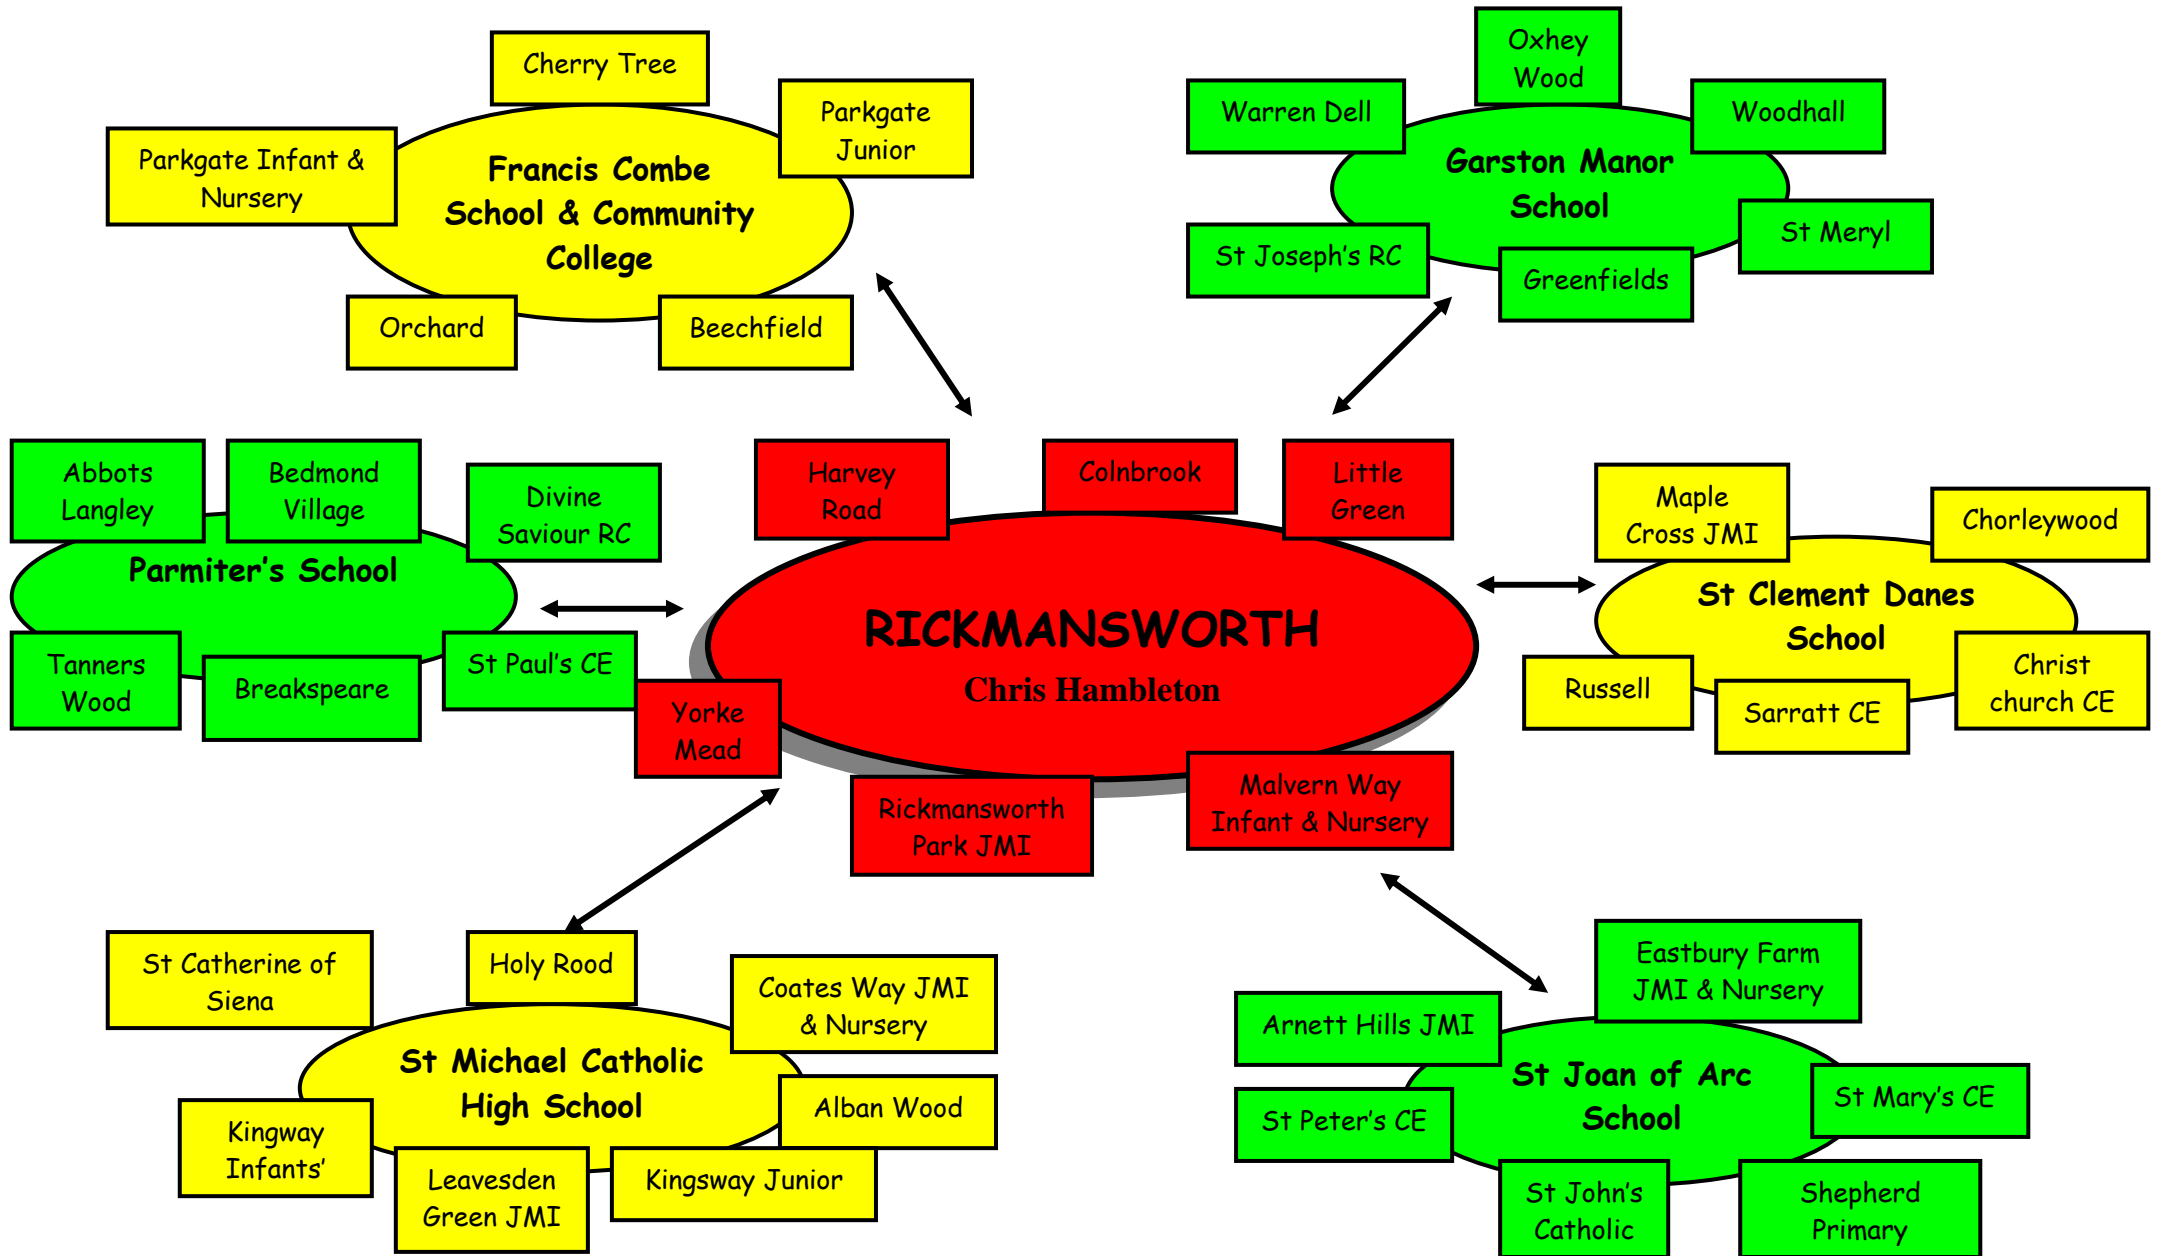 Cherry Tree
Parkgate
Junior
Parkgate Infant &
Nursery
Francis Combe
School & Community
College
Orchard
Beechfield
Oxhey
Wood
Warren Dell
Woodhall
Garston Manor
School
St Meryl
St Joseph's RC
Greenfields
Abbots
Langley
Bedmond
Village
Divine
Saviour RC
Parmiter's School
Tanners
Wood
Breakspeare
St Paul's CE
Harvey
Road
Colnbrook
Little
Green
RICKMANSWORTH
Chris Hambleton
Yorke
Mead
Rickmansworth
Park JMI
Malvern Way
Infant & Nursery
Maple
Cross JMI
Chorleywood
St Clement Danes
School
Russell
Sarratt CE
Christ
church CE
St Catherine of
Siena
Holy Rood
Coates Way JMI
& Nursery
St Michael Catholic
High School
Alban Wood
Kingway
Infants'
Leavesden
Green JMI
Kingsway Junior
Eastbury Farm
JMI & Nursery
Arnett Hills JMI
St Joan of Arc
School
St Mary's CE
St Peter's CE
St John's
Catholic
Shepherd
Primary